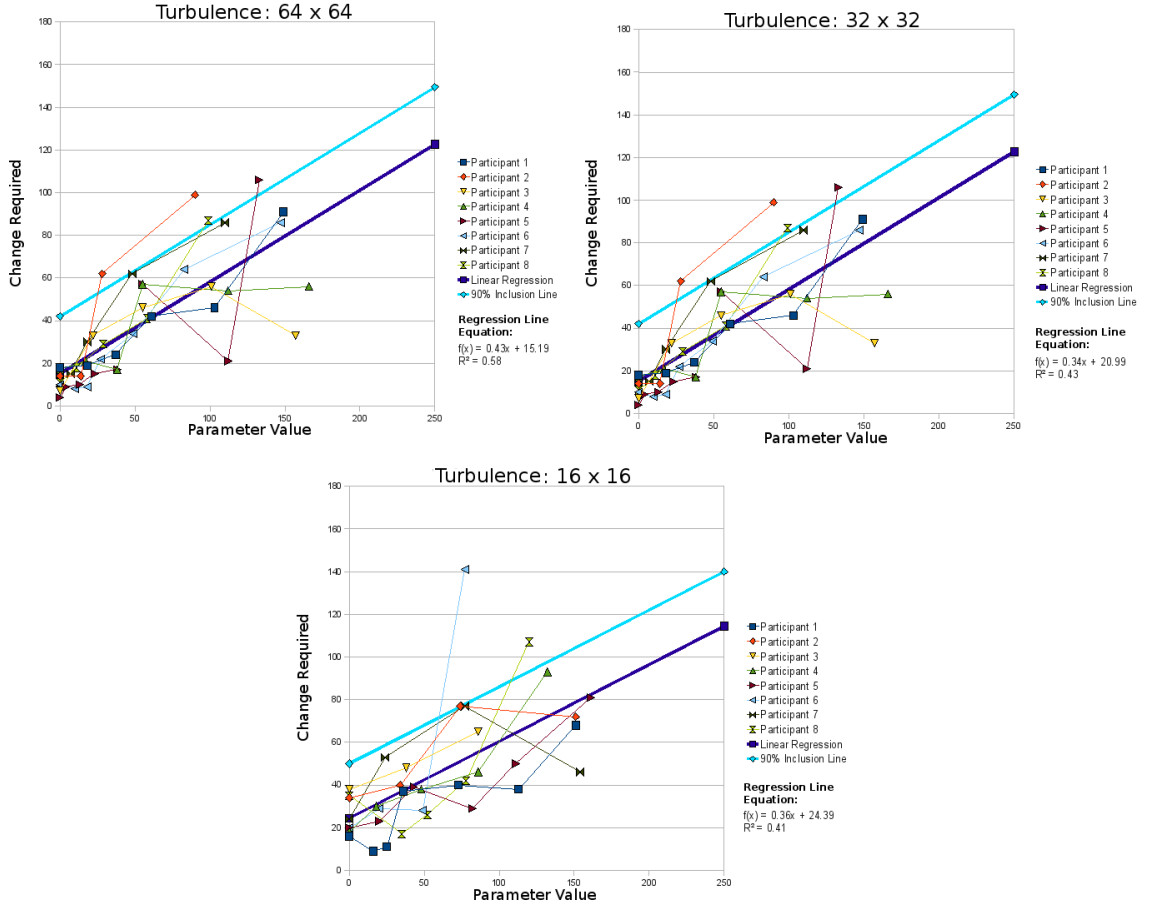 Turbulence: 64 x 64
180
160
140
120
100
80
60
40
20
0
0
50
100
150
200
250
Change Required
Parameter Value
Participant 1
Participant 2
Participant 3
Participant 4
Participant 5
Participant 6
Participant 7
Participant 8
Linear Regression
90% Inclusion Line
Regression Line
Equation:
f(x) = 0.43x + 15.19
R² = 0.58
Turbulence: 32 x 32
180
160
140
120
100
80
60
40
20
0
0
50
100
150
200
250
Change Required
Parameter Value
Participant 1
Participant 2
Participant 3
Participant 4
Participant 5
Participant 6
Participant 7
Participant 8
Linear Regression
90% Inclusion Line
Regression Line
Equation:
f(x) = 0.34x + 20.99
R² = 0.43
Turbulence: 16 x 16
180
160
140
120
100
80
60
40
20
0
0
50
100
150
200
250
Change Required
Parameter Value
Participant 1
Participant 2
Participant 3
Participant 4
Participant 5
Participant 6
Participant 7
Participant 8
Linear Regression
90% Inclusion Line
Regression Line
Equation:
f(x) = 0.36x + 24.39
R² = 0.41